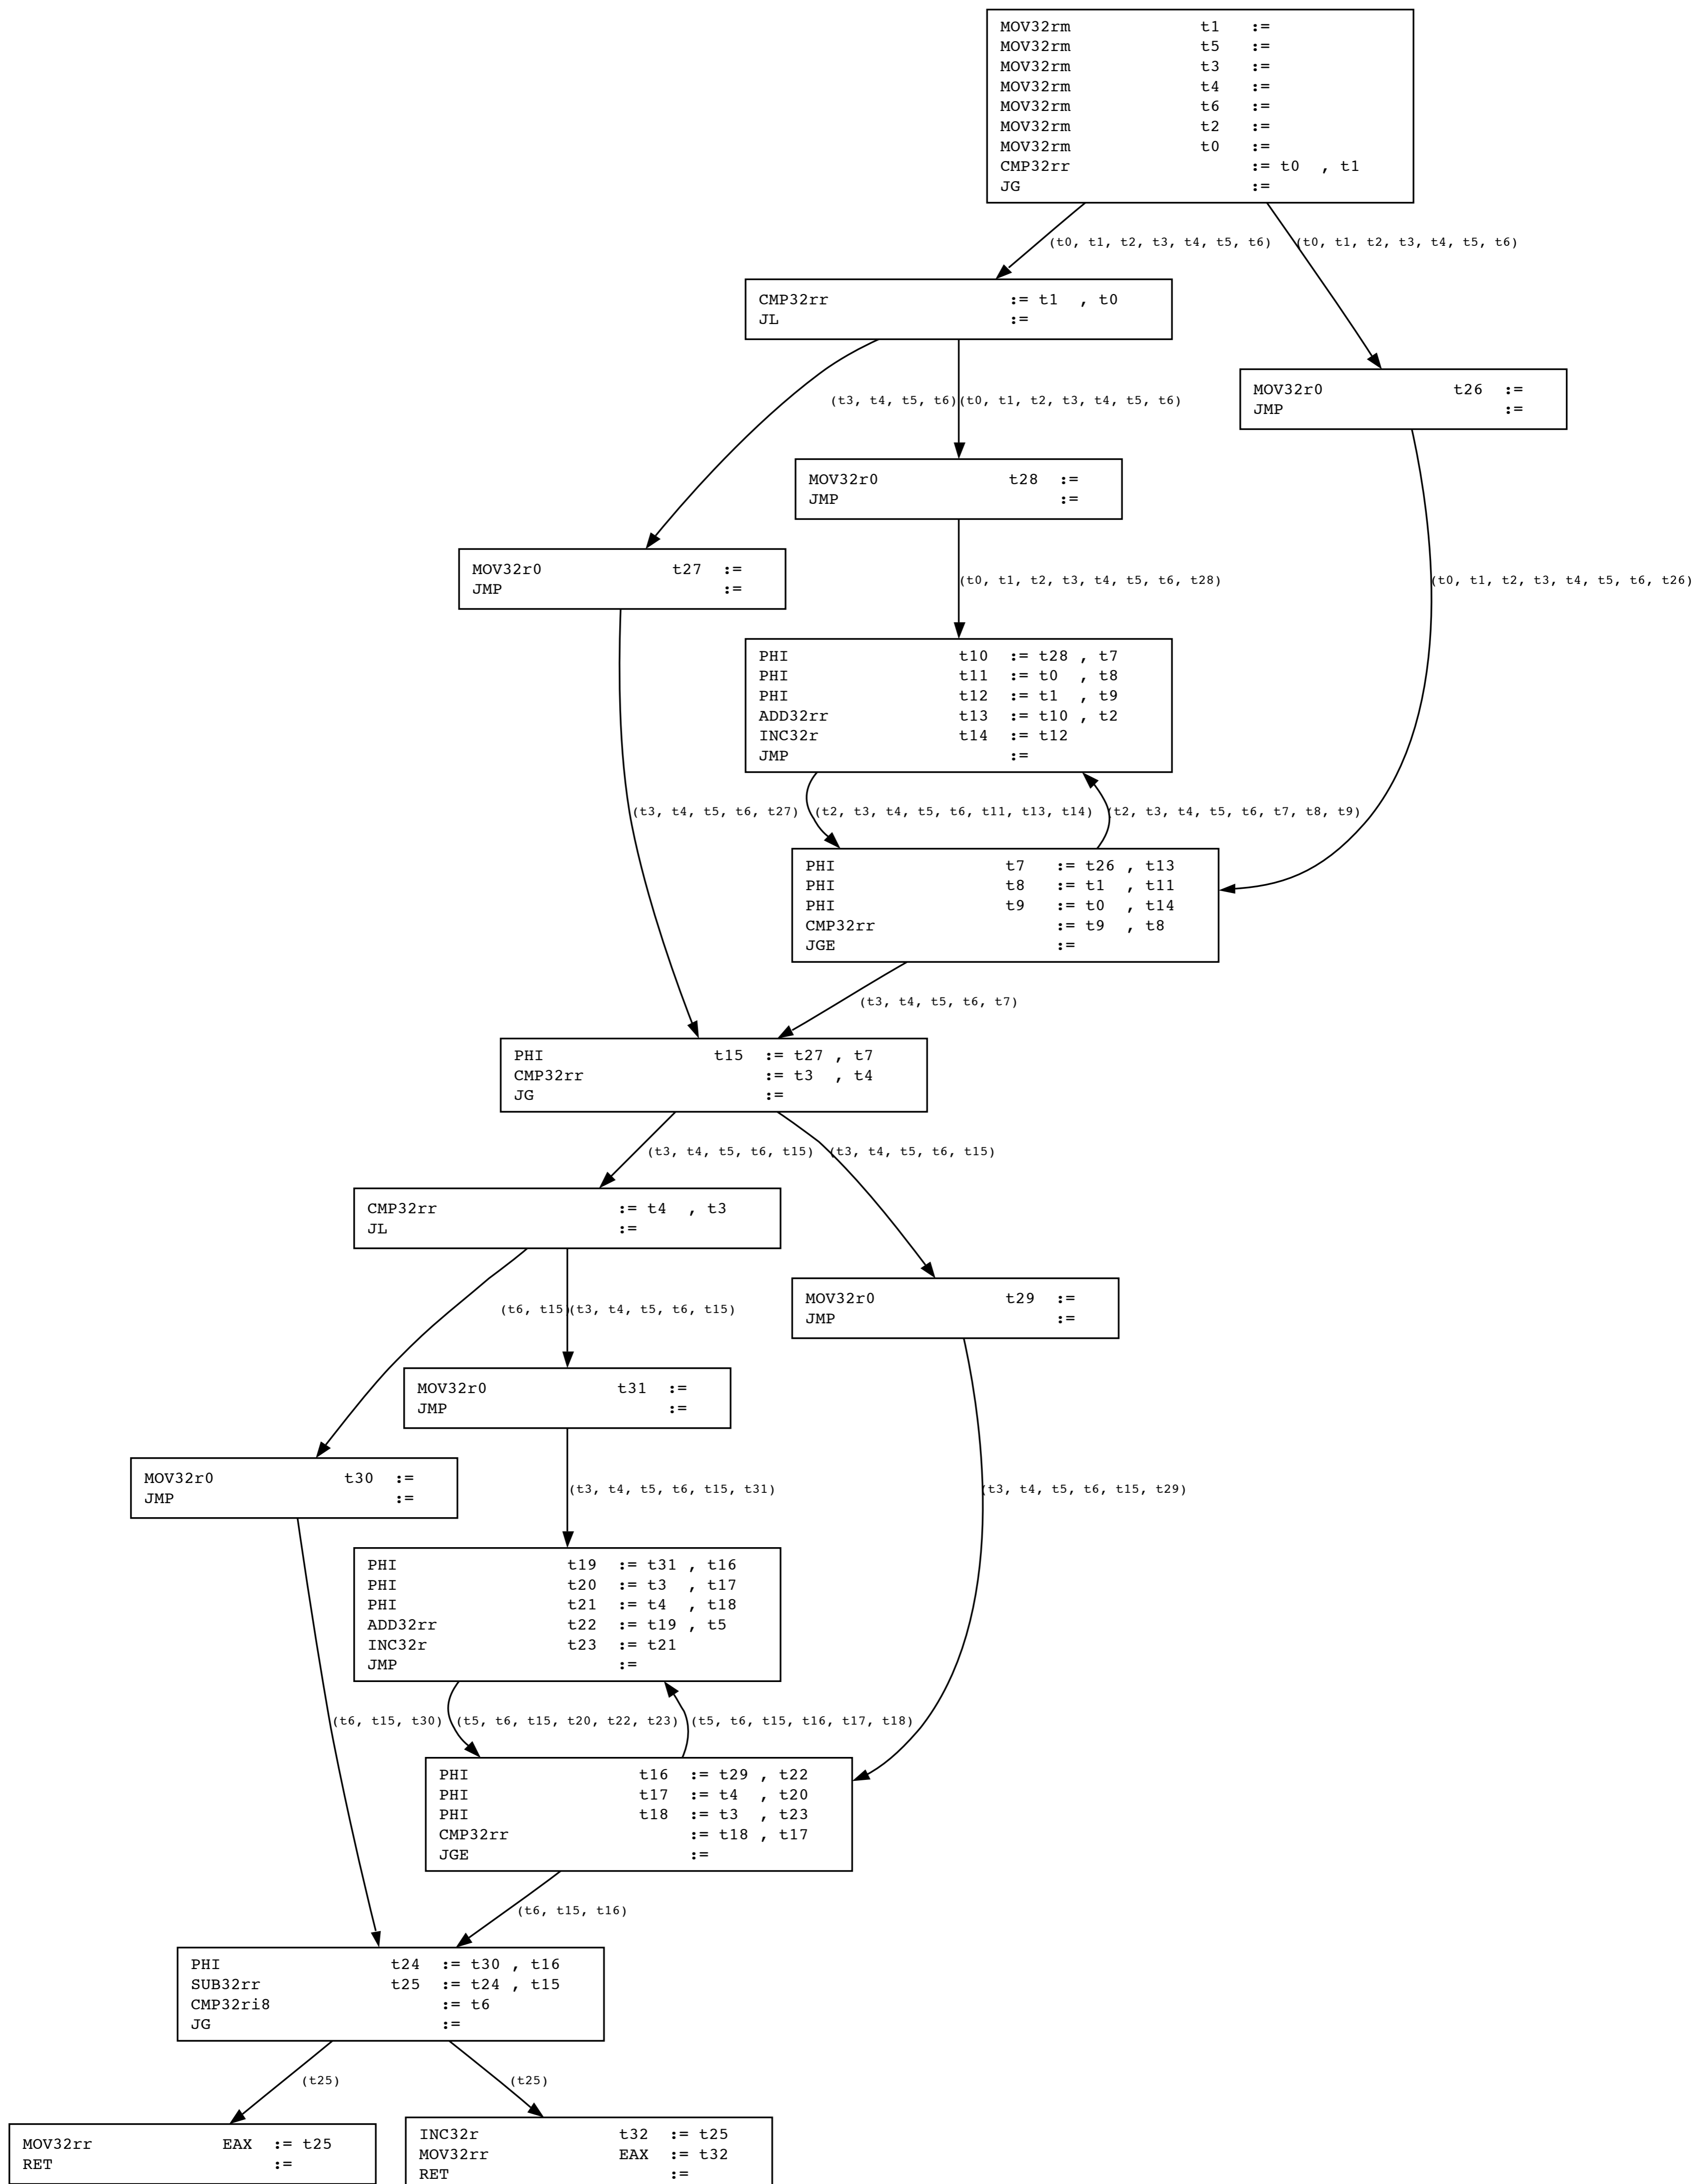 MOV32rm t1 :=
MOV32rm t5 :=
MOV32rm t3 :=
MOV32rm t4 :=
MOV32rm t6 :=
MOV32rm t2 :=
MOV32rm t0 :=
CMP32rr := t0 , t1
JG :=
(t0, t1, t2, t3, t4, t5, t6)
(t0, t1, t2, t3, t4, t5, t6)
CMP32rr := t1 , t0
JL :=
MOV32r0 t26 :=
JMP :=
(t3, t4, t5, t6)
(t0, t1, t2, t3, t4, t5, t6)
MOV32r0 t28 :=
JMP :=
MOV32r0 t27 :=
JMP :=
(t0, t1, t2, t3, t4, t5, t6, t28)
(t0, t1, t2, t3, t4, t5, t6, t26)
PHI t10 := t28 , t7
PHI t11 := t0 , t8
PHI t12 := t1 , t9
ADD32rr t13 := t10 , t2
INC32r t14 := t12
JMP :=
(t3, t4, t5, t6, t27)
(t2, t3, t4, t5, t6, t11, t13, t14)
(t2, t3, t4, t5, t6, t7, t8, t9)
PHI t7 := t26 , t13
PHI t8 := t1 , t11
PHI t9 := t0 , t14
CMP32rr := t9 , t8
JGE :=
(t3, t4, t5, t6, t7)
PHI t15 := t27 , t7
CMP32rr := t3 , t4
JG :=
(t3, t4, t5, t6, t15)
(t3, t4, t5, t6, t15)
CMP32rr := t4 , t3
JL :=
MOV32r0 t29 :=
JMP :=
(t6, t15)
(t3, t4, t5, t6, t15)
MOV32r0 t31 :=
JMP :=
MOV32r0 t30 :=
JMP :=
(t3, t4, t5, t6, t15, t31)
(t3, t4, t5, t6, t15, t29)
PHI t19 := t31 , t16
PHI t20 := t3 , t17
PHI t21 := t4 , t18
ADD32rr t22 := t19 , t5
INC32r t23 := t21
JMP :=
(t6, t15, t30)
(t5, t6, t15, t20, t22, t23)
(t5, t6, t15, t16, t17, t18)
PHI t16 := t29 , t22
PHI t17 := t4 , t20
PHI t18 := t3 , t23
CMP32rr := t18 , t17
JGE :=
(t6, t15, t16)
PHI t24 := t30 , t16
SUB32rr t25 := t24 , t15
CMP32ri8 := t6
JG :=
(t25)
(t25)
MOV32rr EAX := t25
RET :=
INC32r t32 := t25
MOV32rr EAX := t32
RET :=